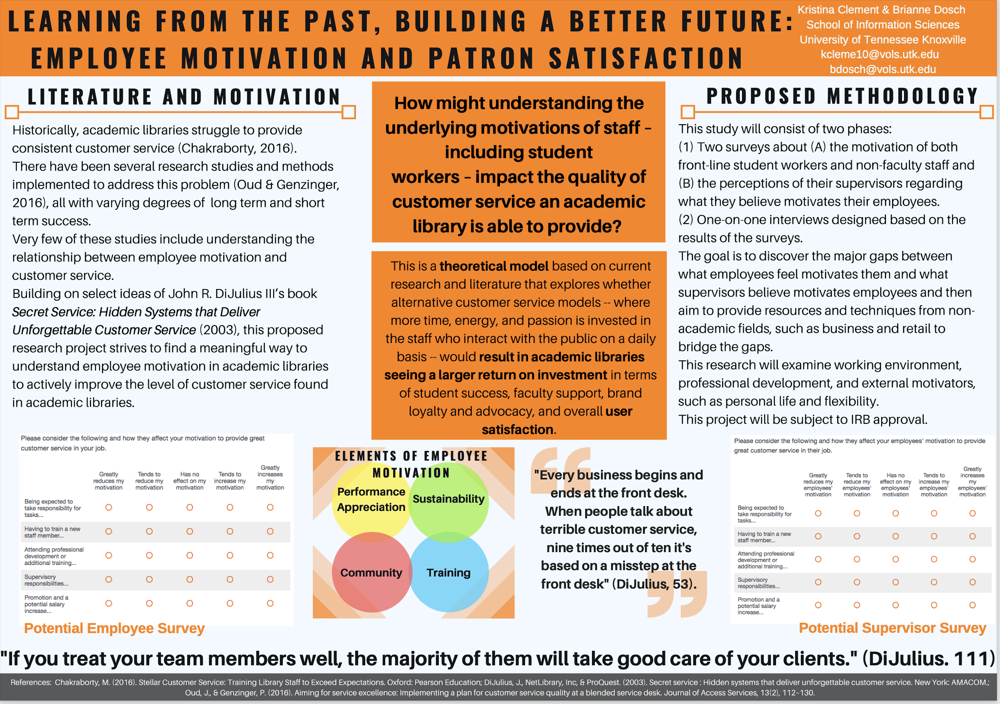 LEARNING FROM THE PAST, BUILDING A BETTER FUTURE:
EMPLOYEE MOTIVATION AND PATRON SATISFACTION
Kristina Clement & Brianne Dosch
School of Information Sciences
University of Tennessee Knoxville
kcleme10@vols.utk.edu
bdosch@vols.utk.edu
LITERATURE AND MOTIVATION
Historically, academic libraries struggle to provide
consistent customer service (Chakraborty, 2016).
There have been several research studies and methods
implemented to address this problem (Oud & Genzinger,
2016), all with varying degrees of  long term and short
term success.
Very few of these studies include understanding the
relationship between employee motivation and
customer service.
Building on select ideas of John R. DiJulius III’s book
Secret Service: Hidden Systems that Deliver
Unforgettable Customer Service (2003), this proposed
research project strives to find a meaningful way to
understand employee motivation in academic libraries
to actively improve the level of customer service found
in academic libraries.
Please consider the following and how they affect your motivation to provide great
customer service in your job.
Greatly
reduces my
motivation
Tends to
reduce my
motivation
Has no
effect on my
motivation
Tends to
increase my
motivation
Greatly
increases
my
motivation
Being expected to
take responsibility for
tasks...
Having to train a new
staff member...
Attending professional
development or
additional training...
Supervisory
responsibilities...
Promotion and a
potential salary
increase...
Potential Employee Survey
How might understanding the
underlying motivations of staff –
including student
workers – impact the quality of
customer service an academic
library is able to provide?
This is a theoretical model based on current
research and literature that explores whether
alternative customer service models -- where
more time, energy, and passion is invested in
the staff who interact with the public on a daily
basis -- would result in academic libraries
seeing a larger return on investment in terms
of student success, faculty support, brand
loyalty and advocacy, and overall user
satisfaction.
ELEMENTS OF EMPLOYEE
MOTIVATION
Performance
Appreciation
Sustainability
Community
Training
"Every business begins and
ends at the front desk.
When people talk about
terrible customer service,
nine times out of ten it's
based on a misstep at the
front desk" (DiJulius, 53).
PROPOSED METHODOLOGY
This study will consist of two phases:
(1) Two surveys about (A) the motivation of both
front-line student workers and non-faculty staff and
(B) the perceptions of their supervisors regarding
what they believe motivates their employees.
(2) One-on-one interviews designed based on the
results of the surveys.
The goal is to discover the major gaps between
what employees feel motivates them and what
supervisors believe motivates employees and then
aim to provide resources and techniques from non-
academic fields, such as business and retail to
bridge the gaps.
This research will examine working environment,
professional development, and external motivators,
such as personal life and flexibility.
This project will be subject to IRB approval.
Please consider the following and how they affect your employees' motivation to provide
great customer service in their job.
Greatly
reduces my
employees'
motivation
Tends to
reduce my
employees'
motivation
Has no
effect on my
employees'
motivation
Tends to
increase my
employees'
motivation
Greatly
increases
my
employees'
motivation
Being expected to
take responsibility for
tasks...
Having to train a new
staff member...
Attending professional
development or
additional training...
Supervisory
responsibilities...
Promotion and a
potential salary
increase...
Potential Supervisor Survey
"If you treat your team members well, the majority of them will take good care of your clients." (DiJulius. 111)
References:  Chakraborty, M. (2016). Stellar Customer Service: Training Library Staff to Exceed Expectations. Oxford: Pearson Education; DiJulius, J., NetLibrary, Inc, & ProQuest. (2003). Secret service : Hidden systems that deliver unforgettable customer service. New York: AMACOM.;
Oud, J., & Genzinger, P. (2016). Aiming for service excellence: Implementing a plan for customer service quality at a blended service desk. Journal of Access Services, 13(2), 112–130.